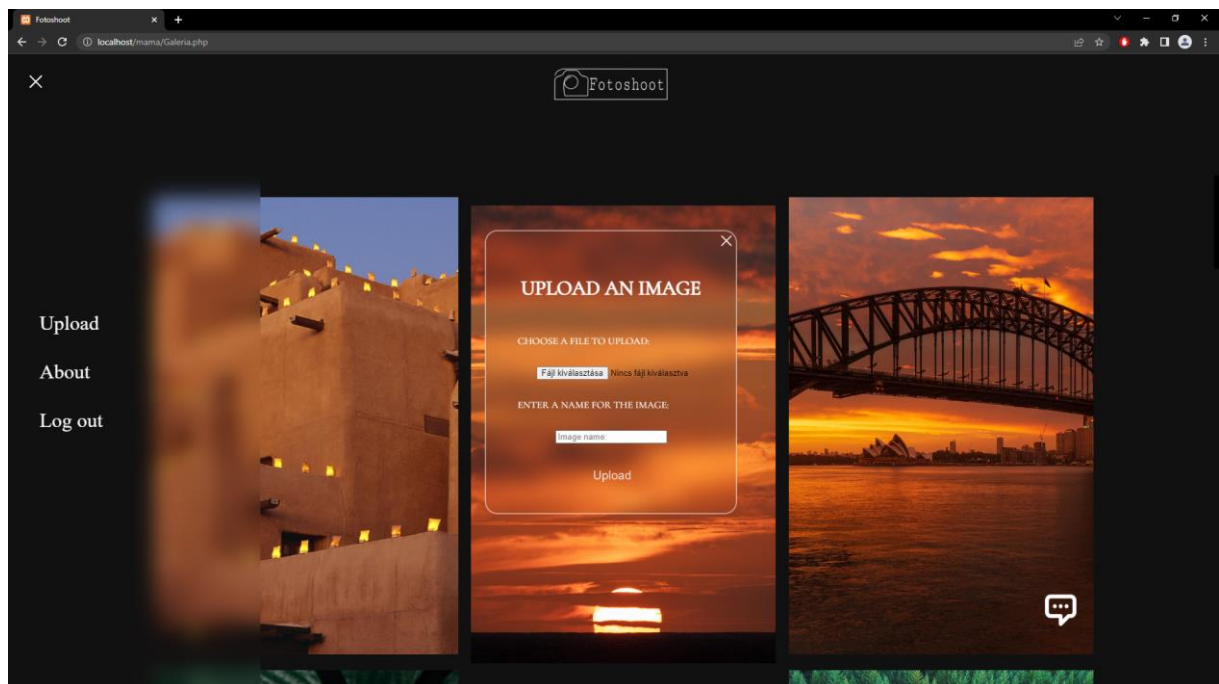 Fotoshoot
localhost/mama/Galeria.php
Fotoshoot
Upload
About
Log out
UPLOAD AN IMAGE
CHOOSE A FILE TO UPLOAD:
Fájl kiválasztása Nincs fájl kiválasztva
ENTER A NAME FOR THE IMAGE:
Image name:
Upload